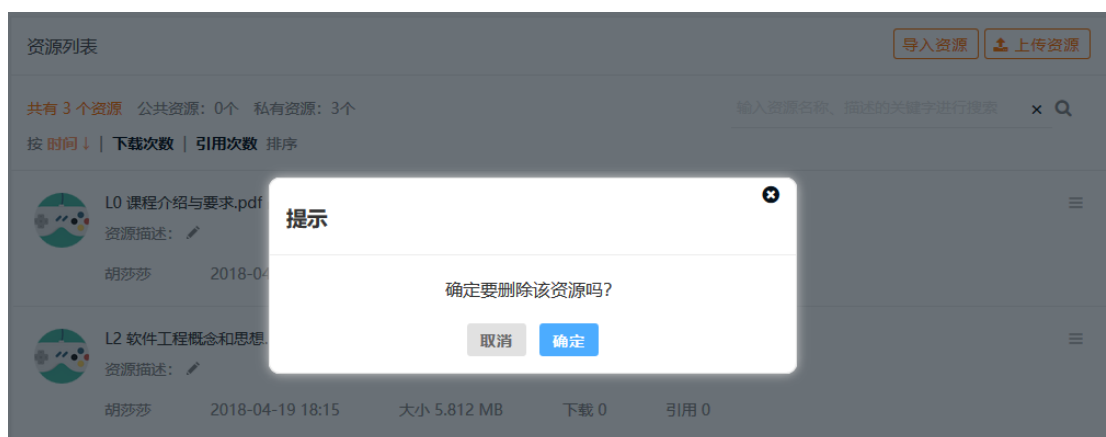 资源列表
导入资源 上传资源
共有 3 个资源 公共资源：0个 私有资源：3个
输入资源名称、描述的关键字进行搜索
按 时间↓ | 下载次数 | 引用次数 排序
L0 课程介绍与要求.pdf
资源描述：
胡莎莎 2018-04
提示
确定要删除该资源吗?
取消 确定
L2 软件工程概念和思想.
资源描述：
胡莎莎 2018-04-19 18:15 大小 5.812 MB 下载 0 引用 0